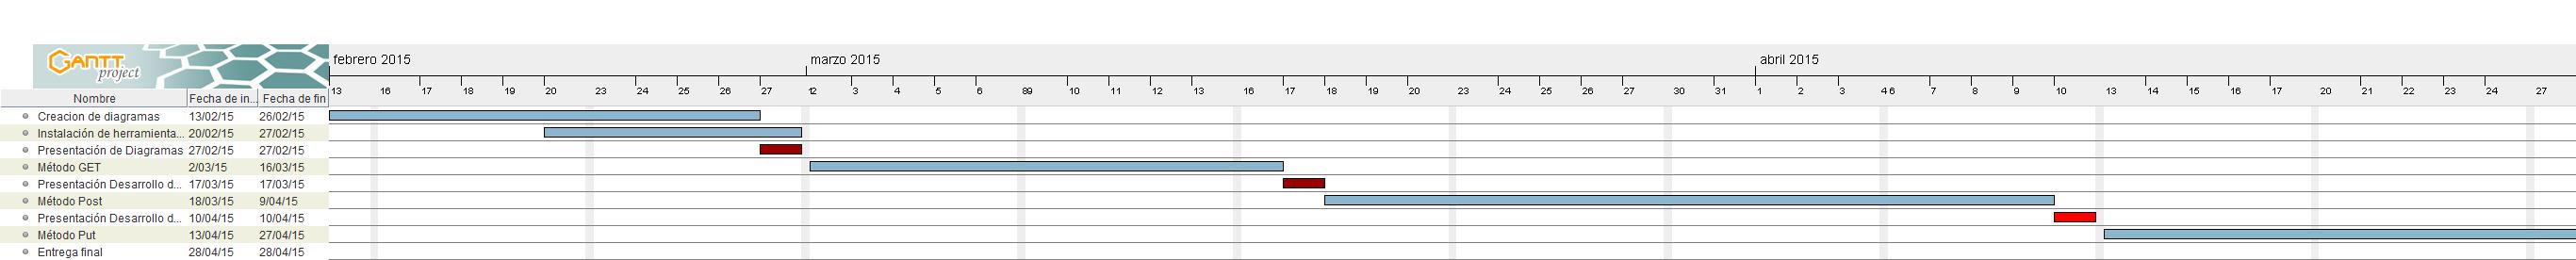 febrero 2015 marzo 2015 abril 2015
GANTT
project
13 16 17 18 19 20 23 24 25 26 27 12 3 4 5 6 89 10 11 12 13 16 17 18 19 20 23 24 25 26 27 30 31 1 2 3 4 6 7 8 9 10 13 14 15 16 17 20 21 22 23 24 27
Nombre Fecha de in... Fecha de fin
Creacion de diagramas 13/02/15 26/02/15
Instalación de herramienta... 20/02/15 27/02/15
Presentación de Diagramas 27/02/15 27/02/15
Método GET 2/03/15 16/03/15
Presentación Desarrollo d... 17/03/15 17/03/15
Método Post 18/03/15 9/04/15
Presentación Desarrollo d... 10/04/15 10/04/15
Método Put 13/04/15 27/04/15
Entrega final 28/04/15 28/04/15